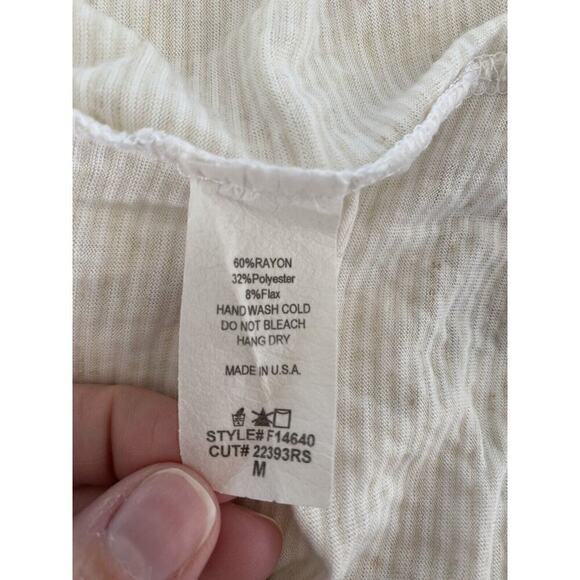 60%RAYON
32%Polyester
8%Flax
HAND WASH COLD
DO NOT BLEACH
HANG DRY
MADE IN U.S.A.
STYLE# F14640
CUT# 22393RS
M